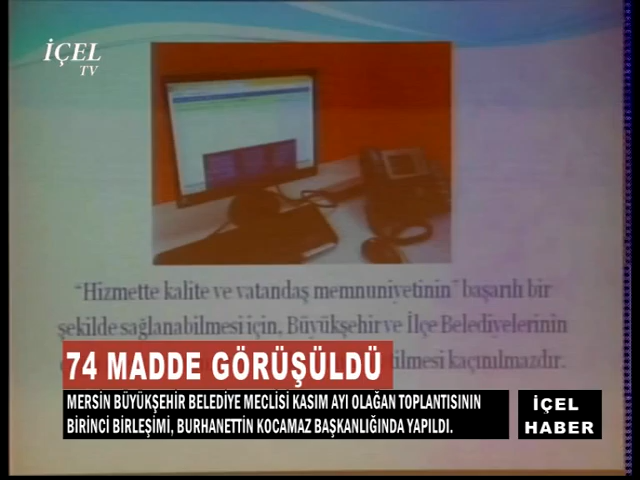 İÇEL
TV
"Hizmette kalite ve vatandaş memnuniyetinin" başarılı bir
şekilde sağlanabilmesi için, Büyükşehir ve İlçe Belediyelerinin
kaçınılmazdır.
74 MADDE GÖRÜŞÜLDÜ
MERSİN BÜYÜKŞEHİR BELEDİYE MECLİSİ KASIM AYI OLAĞAN TOPLANTISININ
BİRİNCİ BİRLEŞİMİ, BURHANETTİN KOCAMAZ BAŞKANLIĞINDA YAPILDI.
İÇEL
HABER